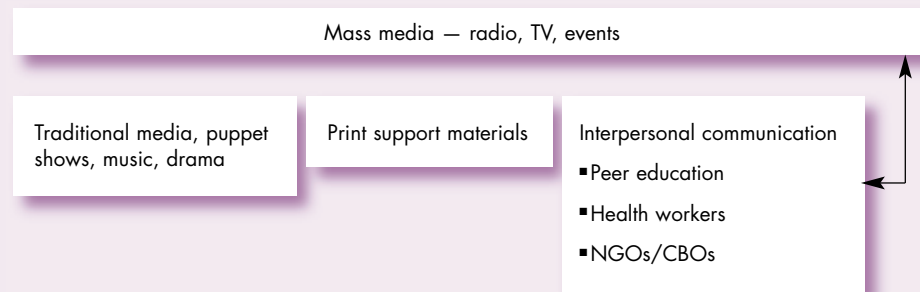 Mass media — radio, TV, events
Traditional media, puppet
shows, music, drama
Print support materials
Interpersonal communication
▪Peer education
▪Health workers
▪NGOs/CBOs